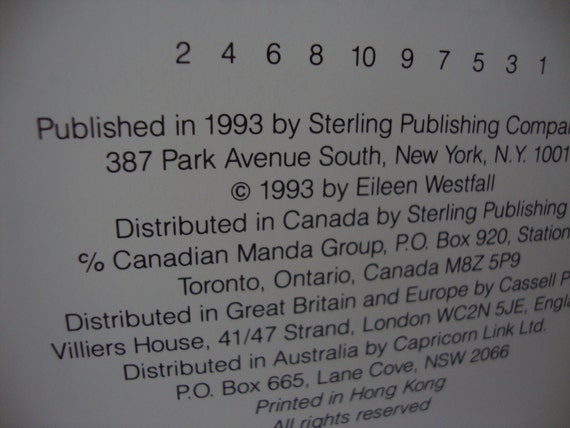 2 4 6 8 10 9 7 5 3 1
Published in 1993 by Sterling Publishing Compa
387 Park Avenue South, New York, N.Y. 1001
© 1993 by Eileen Westfall
Distributed in Canada by Sterling Publishing
℅ Canadian Manda Group, P.O. Box 920, Station
Toronto, Ontario, Canada M8Z 5P9
Distributed in Great Britain and Europe by Cassell P
Villiers House, 41/47 Strand, London WC2N 5JE, Engla
Distributed in Australia by Capricorn Link Ltd.
P.O. Box 665, Lane Cove, NSW 2066
Printed in Hong Kong
All rights reserved